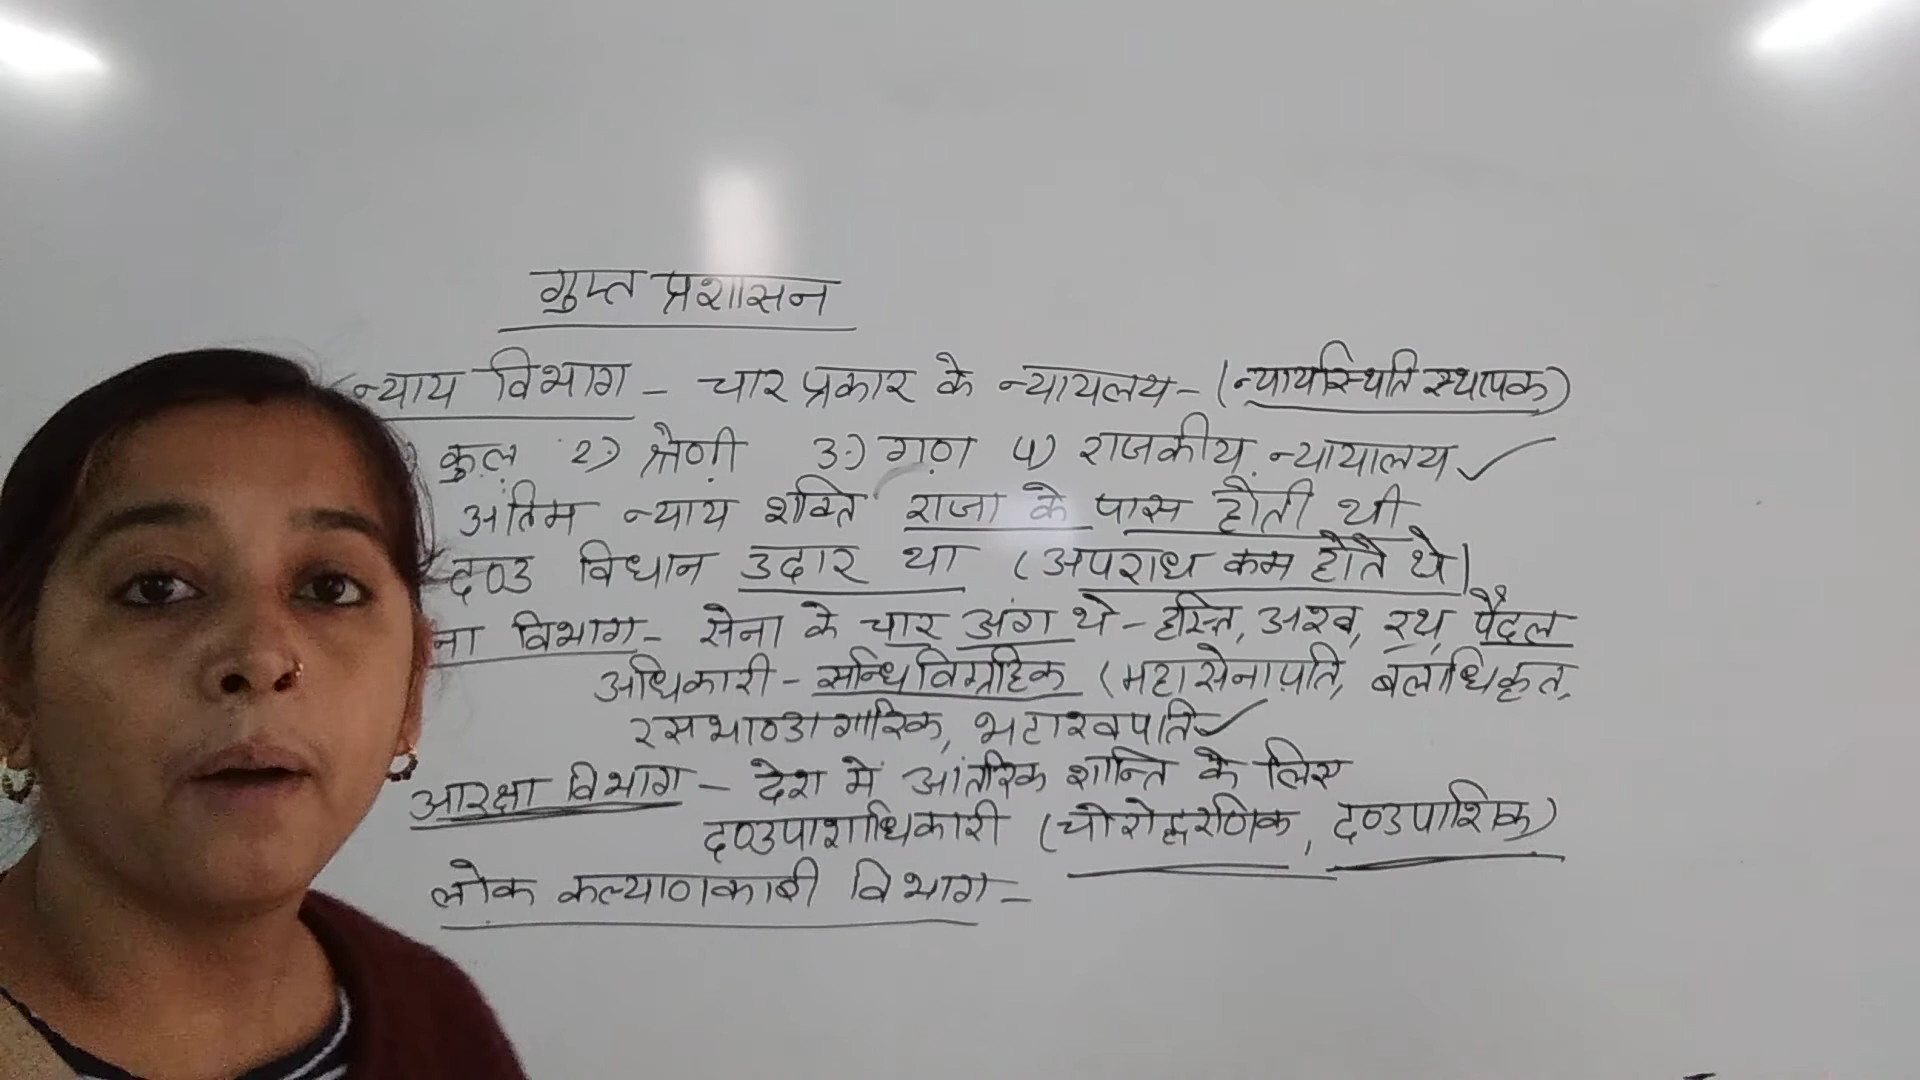 गुप्त प्रशासन
न्याय विभाग - चार प्रकार के न्यायलय - (न्यायस्थिति स्थापक)
कुल 2) श्रेणी 3) गण 4) राजकीय न्यायालय ✓
अंतिम न्याय शक्ति राजा के पास होती थी
दण्ड विधान उदार था (अपराध कम होते थे)
ना विभाग - सेना के चार अंग थे - हस्ति, अश्व, रथ, पैदल
अधिकारी - सन्धिविग्रहिक (महासेनापति, बलाधिकृत,
रसभाण्डागारिक, भटाश्वपति ✓
आरक्षा विभाग - देश में आंतरिक शान्ति के लिए
दण्डपाशाधिकारी (चोरोद्धरणिक, दण्डपाशिक)
लोक कल्याणकारी विभाग -